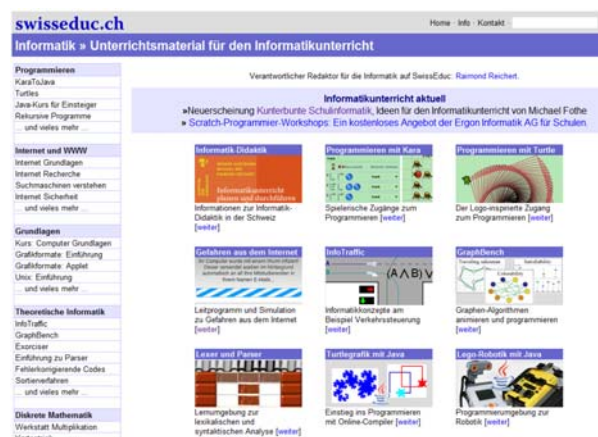 swisseduc.ch
Home · Info · Kontakt
Informatik » Unterrichtsmaterial für den Informatikunterricht
Programmieren
KaraToJava
Turtles
Java-Kurs für Einsteiger
Rekursive Programme
... und vieles mehr ...
Internet und WWW
Internet Grundlagen
Internet Recherche
Suchmaschinen verstehen
Internet Sicherheit
... und vieles mehr ...
Grundlagen
Kurs: Computer Grundlagen
Grafikformate: Einführung
Grafikformate: Applet
Unix: Einführung
... und vieles mehr ...
Theoretische Informatik
InfoTraffic
GraphBench
Exorciser
Einführung zu Parser
Fehlerkorrigierende Codes
Sortierverfahren
... und vieles mehr ...
Diskrete Mathematik
Werkstatt Multiplikation
Verantwortlicher Redaktor für die Informatik auf SwissEduc: Raimond Reichert.
Informatikunterricht aktuell
»Neuerscheinung Kunterbunte Schulinformatik, Ideen für den Informatikunterricht von Michael Fothe
» Scratch-Programmier-Workshops: Ein kostenloses Angebot der Ergon Informatik AG für Schulen.
Informatik-Didaktik
Informatikunterricht
planen und durchführen
Informationen zur Informatik-
Didaktik in der Schweiz
[weiter]
Programmieren mit Kara
Spielerische Zugänge zum
Programmieren [weiter]
Programmieren mit Turtle
Der Logo-inspirierte Zugang
zum Programmieren [weiter]
Gefahren aus dem Internet
Leitprogramm und Simulation
zu Gefahren aus dem Internet
[weiter]
InfoTraffic
A
B
(A∧B)
Informatikkonzepte am
Beispiel Verkehrssteuerung
[weiter]
GraphBench
Graphen-Algorithmen
animieren und programmieren
[weiter]
Lexer und Parser
Lernumgebung zur
lexikalischen und
syntaktischen Analyse [weiter]
Turtlegrafik mit Java
Einstieg ins Programmieren
mit Online-Compiler [weiter]
Lego-Robotik mit Java
Programmierumgebung zur
Robotik [weiter]